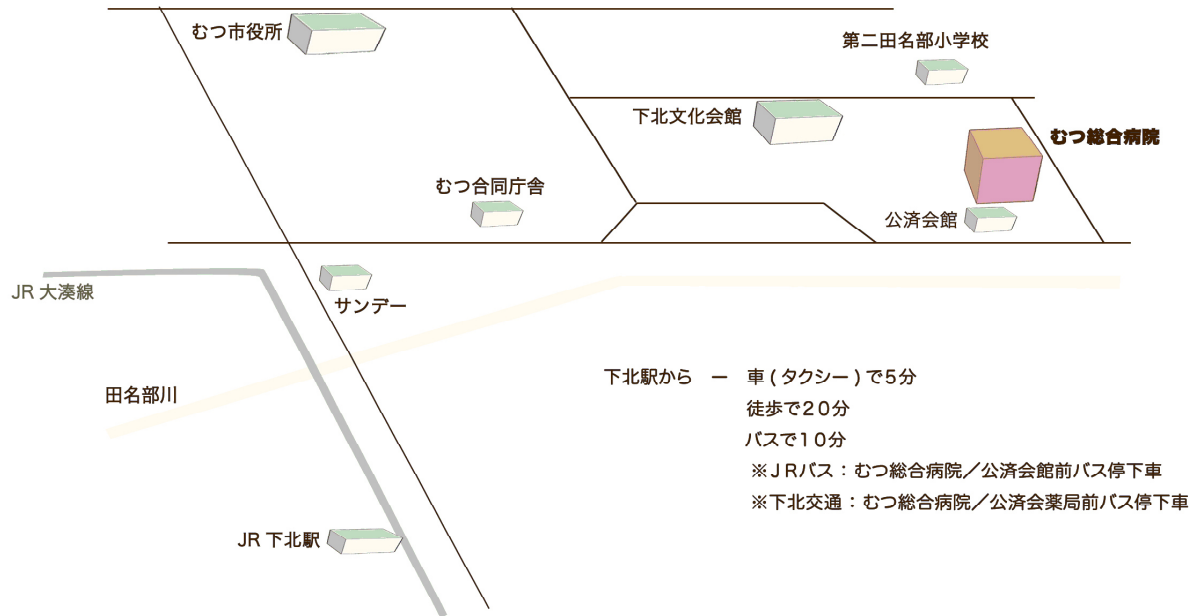 むつ市役所
第二田名部小学校
下北文化会館
むつ総合病院
むつ合同庁舎
公済会館
JR 大湊線
サンデー
田名部川
下北駅から　ー　車 ( タクシー ) で５分
徒歩で２０分
バスで１０分
※ＪＲバス： むつ総合病院／公済会館前バス停下車
※下北交通：むつ総合病院／公済会薬局前バス停下車
JR 下北駅